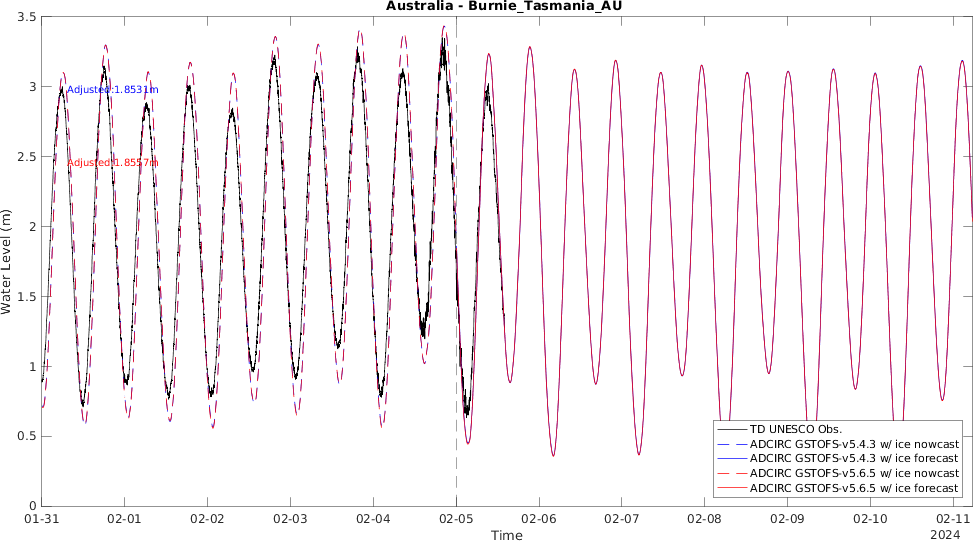 Australia - Burnie_Tasmania_AU
3.5
3
2.5
2
1.5
1
0.5
0
Water Level (m)
Adjusted:1.8531m
Adjusted:1.8557m
TD UNESCO Obs.
ADCIRC GSTOFS-v5.4.3 w/ ice nowcast
ADCIRC GSTOFS-v5.4.3 w/ ice forecast
ADCIRC GSTOFS-v5.6.5 w/ ice nowcast
ADCIRC GSTOFS-v5.6.5 w/ ice forecast
01-31 02-01 02-02 02-03 02-04 02-05 02-06 02-07 02-08 02-09 02-10 02-11
Time
2024